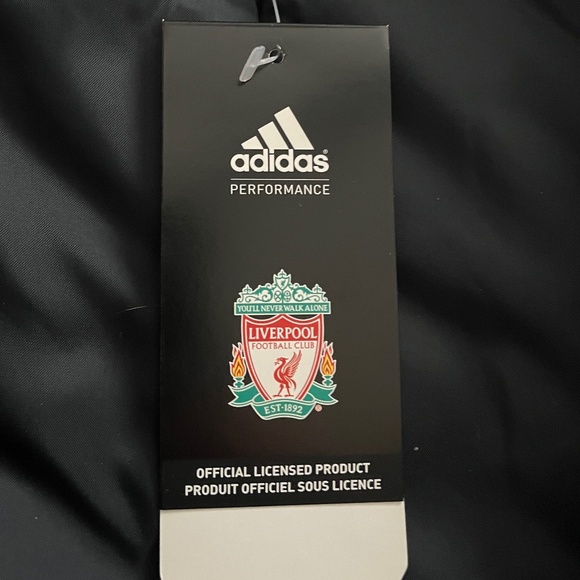 adidas®
PERFORMANCE
YOU'LL NEVER WALK ALONE
LIVERPOOL
FOOTBALL CLUB
EST·1892
OFFICIAL LICENSED PRODUCT
PRODUIT OFFICIEL SOUS LICENCE